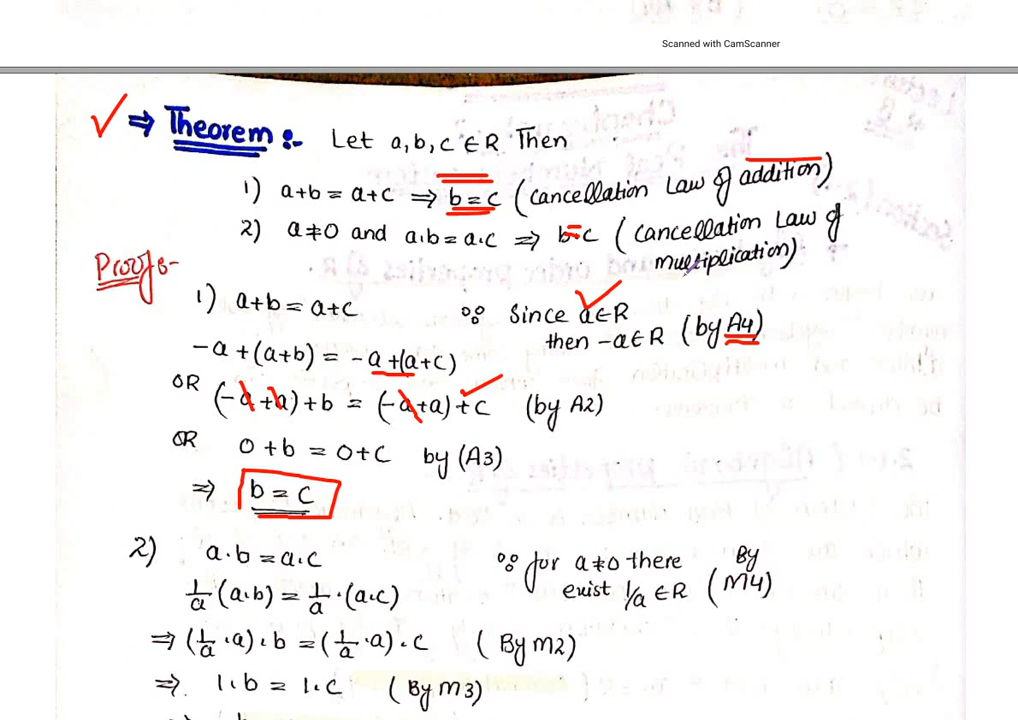 Scanned with CamScanner
✓ ⇒ Theorem :- Let a, b, c ∈ R Then
1) a+b = a+c ⇒ b = c (Cancellation Law of addition)
2) a≠0 and a.b = a.c ⇒ b=c (Cancellation Law of multiplication)
Proof:-
1) a+b = a+c ∵ Since a∈R
then -a∈R (by A4)
-a + (a+b) = -a +(a+c)
OR (-a+a)+b = (-a+a)+c (by A2)
OR 0+b = 0+c by (A3)
⇒ b = c
2) a.b = a.c ∵ for a≠0 there
exist 1/a ∈R (By M4)
1/a.(a.b) = 1/a.(a.c)
⇒ (1/a.a).b = (1/a.a).c (By m2)
⇒ 1.b = 1.c (By m3)